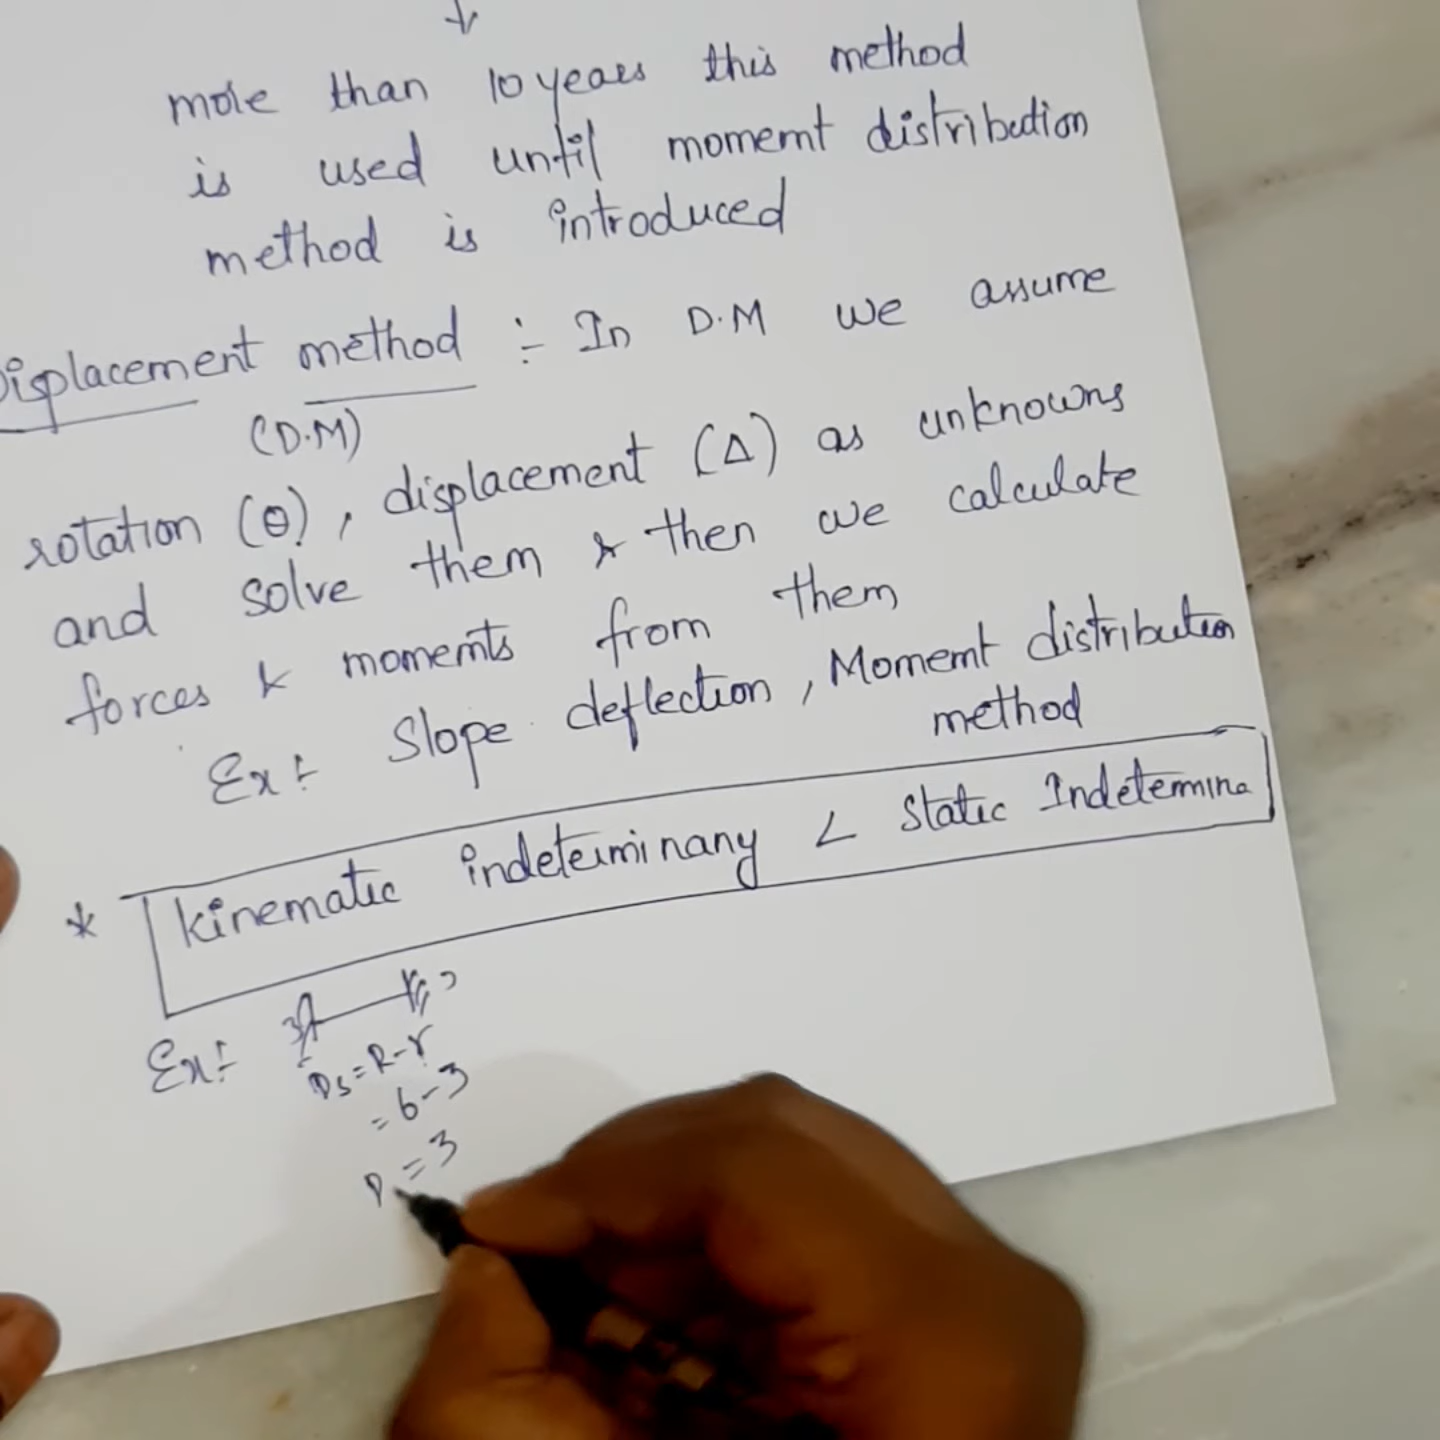 more than 10 years this method
is used until moment distribution
method is introduced
Displacement method :- In D.M we assume
(D.M)
rotation (θ), displacement (Δ) as unknowns
and solve them & then we calculate
forces & moments from them
Ex:- Slope deflection, Moment distribution
method
* Kinematic indeterminany < Static Indetermina
Ex:- 3
Ds = R-r
= 6-3
= 3
D